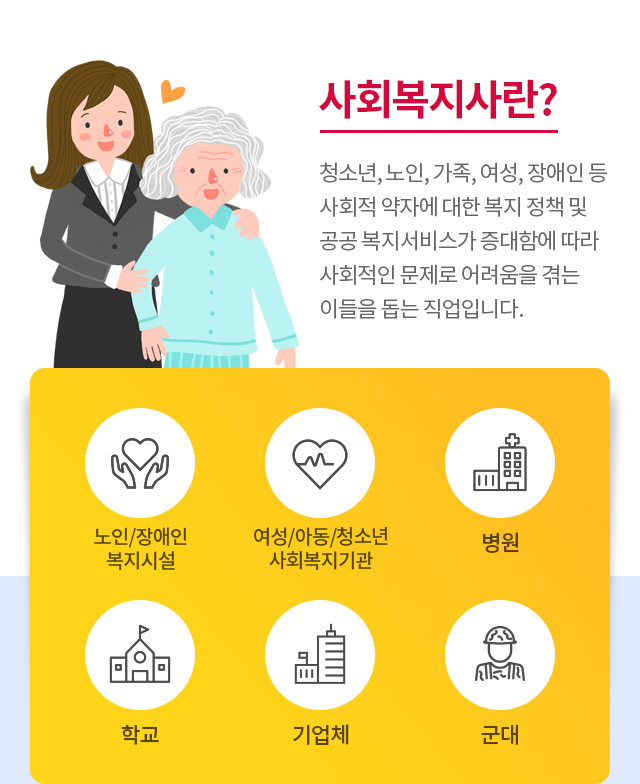 사회복지사란?
청소년, 노인, 가족, 여성, 장애인 등
사회적 약자에 대한 복지 정책 및
공공 복지서비스가 증대함에 따라
사회적인 문제로 어려움을 겪는
이들을 돕는 직업입니다.
노인/장애인
복지시설
여성/아동/청소년
사회복지기관
병원
학교
기업체
군대